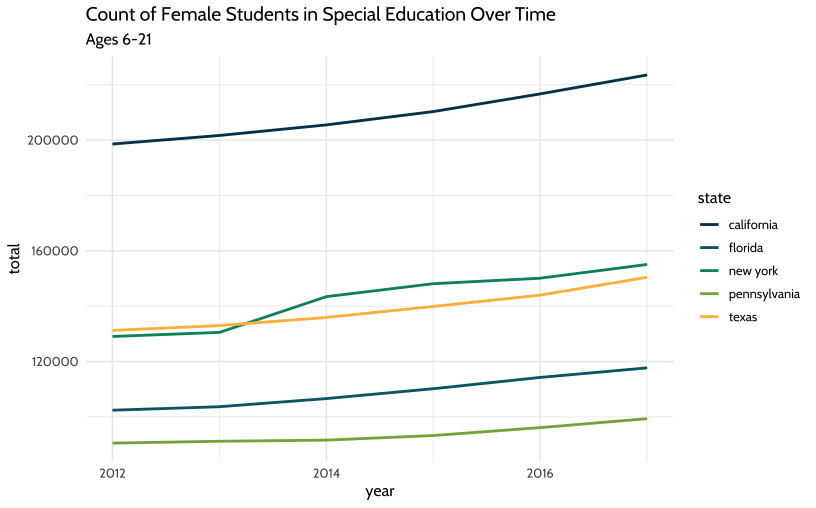 Count of Female Students in Special Education Over Time
Ages 6-21
total
200000
160000
120000
2012
2014
2016
year
state
california
florida
new york
pennsylvania
texas